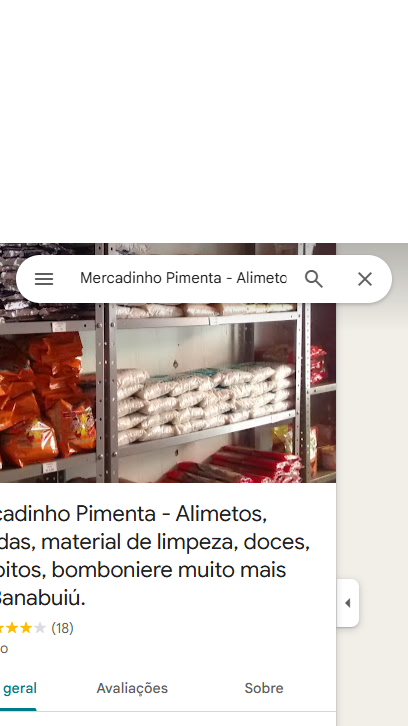 Mercadinho Pimenta - Alimeto
cadinho Pimenta - Alimetos,
das, material de limpeza, doces,
bitos, bomboniere muito mais
Banabuiú.
(18)
o
geral Avaliações Sobre